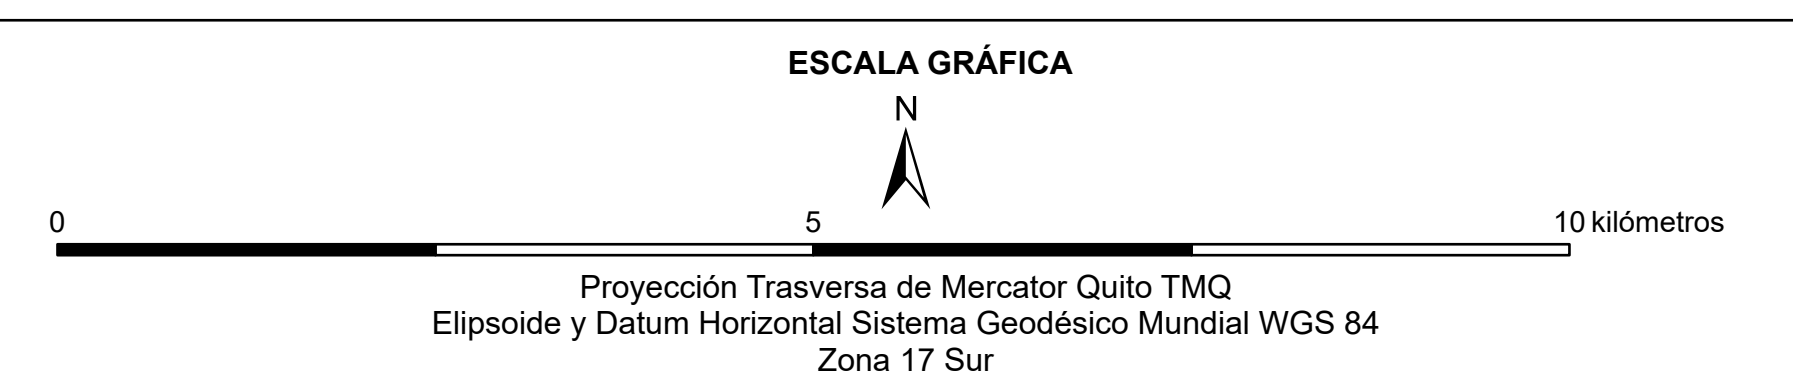 ESCALA GRÁFICA
N
0 5 10 kilómetros
Proyección Trasversa de Mercator Quito TMQ
Elipsoide y Datum Horizontal Sistema Geodésico Mundial WGS 84
Zona 17 Sur